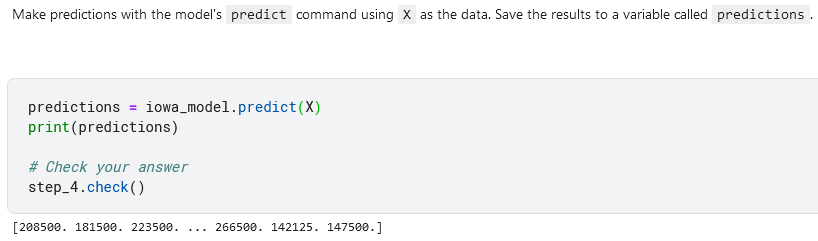 Make predictions with the model's predict command using X as the data. Save the results to a variable called predictions .
predictions = iowa_model.predict(X)
print(predictions)
# Check your answer
step_4.check()
[208500. 181500. 223500. ... 266500. 142125. 147500.]